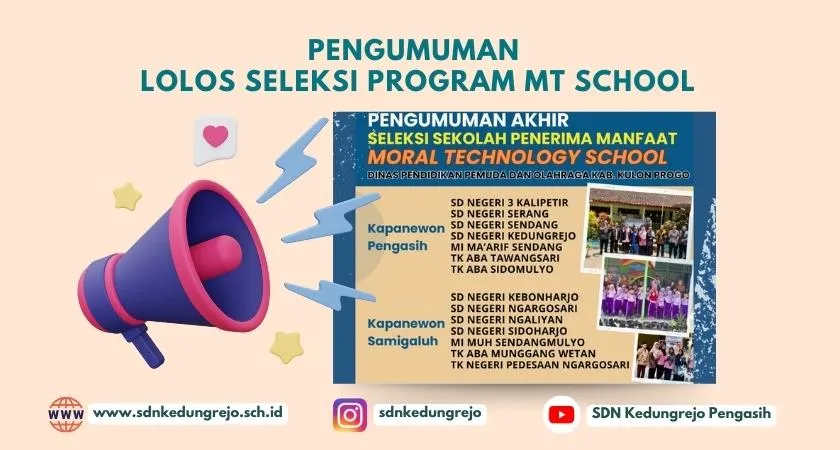 PENGUMUMAN
LOLOS SELEKSI PROGRAM MT SCHOOL
PENGUMUMAN AKHIR
SELEKSI SEKOLAH PENERIMA MANFAAT
MORAL TECHNOLOGY SCHOOL
DINAS PENDIDIKAN PEMUDA DAN OLAHRAGA KAB. KULON PROGO
Kapanewon
Pengasih
SD NEGERI 3 KALIPETIR
SD NEGERI SERANG
SD NEGERI SENDANG
SD NEGERI KEDUNGREJO
MI MA'ARIF SENDANG
TK ABA TAWANGSARI
TK ABA SIDOMULYO
Kapanewon
Samigaluh
SD NEGERI KEBONHARJO
SD NEGERI NGARGOSARI
SD NEGERI NGALIYAN
SD NEGERI SIDOHARJO
MI MUH SENDANGMULYO
TK ABA MUNGGANG WETAN
TK NEGERI PEDESAAN NGARGOSARI
WWW
www.sdnkedungrejo.sch.id
sdnkedungrejo
SDN Kedungrejo Pengasih